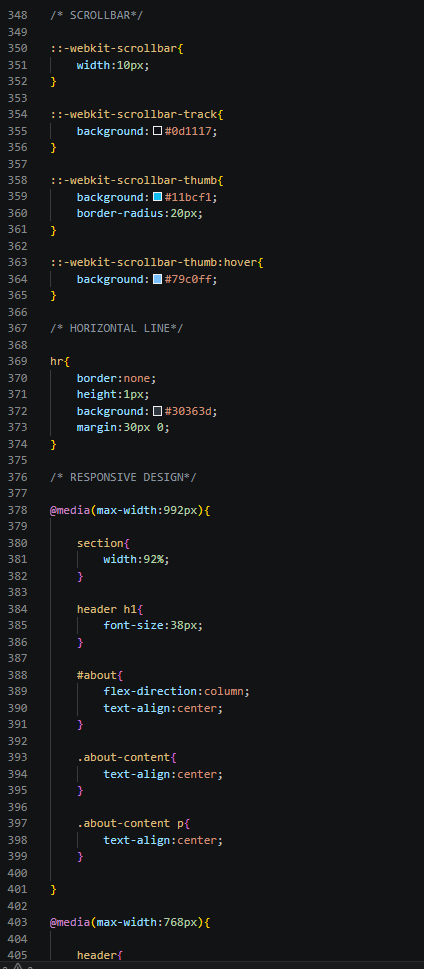 348 /* SCROLLBAR*/
349
350 ::-webkit-scrollbar{
351 width:10px;
352 }
353
354 ::-webkit-scrollbar-track{
355 background:#0d1117;
356 }
357
358 ::-webkit-scrollbar-thumb{
359 background:#11bcf1;
360 border-radius:20px;
361 }
362
363 ::-webkit-scrollbar-thumb:hover{
364 background:#79c0ff;
365 }
366
367 /* HORIZONTAL LINE*/
368
369 hr{
370 border:none;
371 height:1px;
372 background:#30363d;
373 margin:30px 0;
374 }
375
376 /* RESPONSIVE DESIGN*/
377
378 @media(max-width:992px){
379
380 section{
381 width:92%;
382 }
383
384 header h1{
385 font-size:38px;
386 }
387
388 #about{
389 flex-direction:column;
390 text-align:center;
391 }
392
393 .about-content{
394 text-align:center;
395 }
396
397 .about-content p{
398 text-align:center;
399 }
400
401 }
402
403 @media(max-width:768px){
404
405 header{